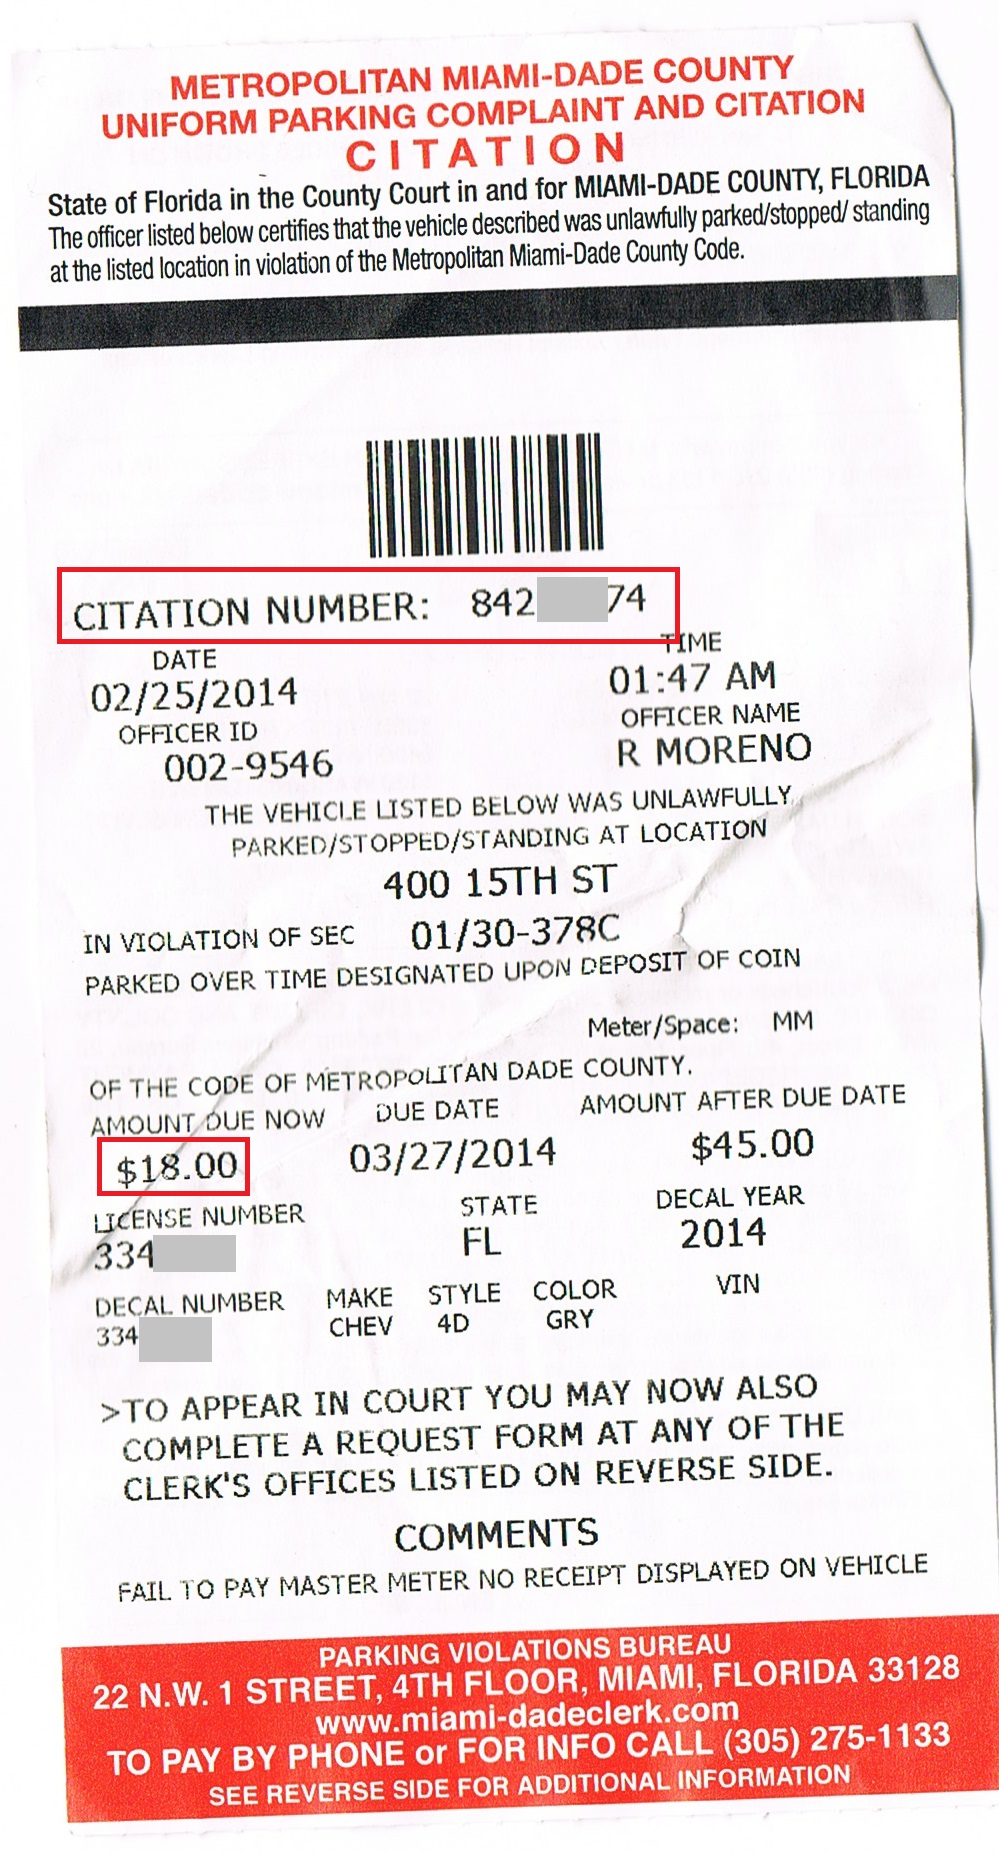 METROPOLITAN MIAMI-DADE COUNTY
UNIFORM PARKING COMPLAINT AND CITATION
CITATION
State of Florida in the County Court in and for MIAMI-DADE COUNTY, FLORIDA
The officer listed below certifies that the vehicle described was unlawfully parked/stopped/ standing
at the listed location in violation of the Metropolitan Miami-Dade County Code.
CITATION NUMBER: 842 74
DATE TIME
02/25/2014 01:47 AM
OFFICER ID OFFICER NAME
002-9546 R MORENO
THE VEHICLE LISTED BELOW WAS UNLAWFULLY
PARKED/STOPPED/STANDING AT LOCATION
400 15TH ST
IN VIOLATION OF SEC 01/30-378C
PARKED OVER TIME DESIGNATED UPON DEPOSIT OF COIN
Meter/Space: MM
OF THE CODE OF METROPOLITAN DADE COUNTY.
AMOUNT DUE NOW DUE DATE AMOUNT AFTER DUE DATE
$18.00 03/27/2014 $45.00
LICENSE NUMBER STATE DECAL YEAR
334 FL 2014
DECAL NUMBER MAKE STYLE COLOR VIN
334 CHEV 4D GRY
>TO APPEAR IN COURT YOU MAY NOW ALSO
COMPLETE A REQUEST FORM AT ANY OF THE
CLERK'S OFFICES LISTED ON REVERSE SIDE.
COMMENTS
FAIL TO PAY MASTER METER NO RECEIPT DISPLAYED ON VEHICLE
PARKING VIOLATIONS BUREAU
22 N.W. 1 STREET, 4TH FLOOR, MIAMI, FLORIDA 33128
www.miami-dadeclerk.com
TO PAY BY PHONE or FOR INFO CALL (305) 275-1133
SEE REVERSE SIDE FOR ADDITIONAL INFORMATION